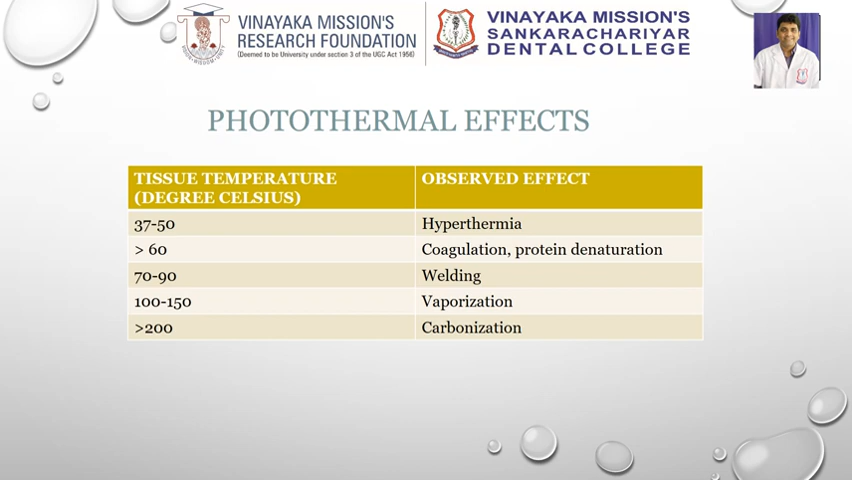 VINAYAKA MISSION'S
RESEARCH FOUNDATION
(Deemed to be University under section 3 of the UGC Act 1956)
VINAYAKA MISSION'S
SANKARACHARIYAR
DENTAL COLLEGE
PHOTOTHERMAL EFFECTS
TISSUE TEMPERATURE (DEGREE CELSIUS) OBSERVED EFFECT
37-50 Hyperthermia
> 60 Coagulation, protein denaturation
70-90 Welding
100-150 Vaporization
>200 Carbonization